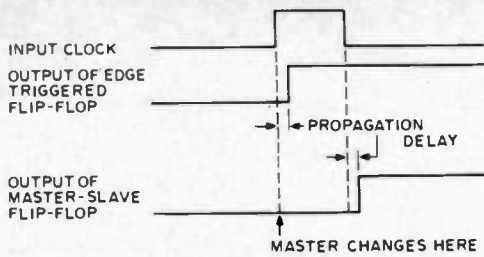 INPUT CLOCK
OUTPUT OF EDGE
TRIGGERED
FLIP-FLOP
PROPAGATION
DELAY
OUTPUT OF
MASTER-SLAVE
FLIP-FLOP
MASTER CHANGES HERE